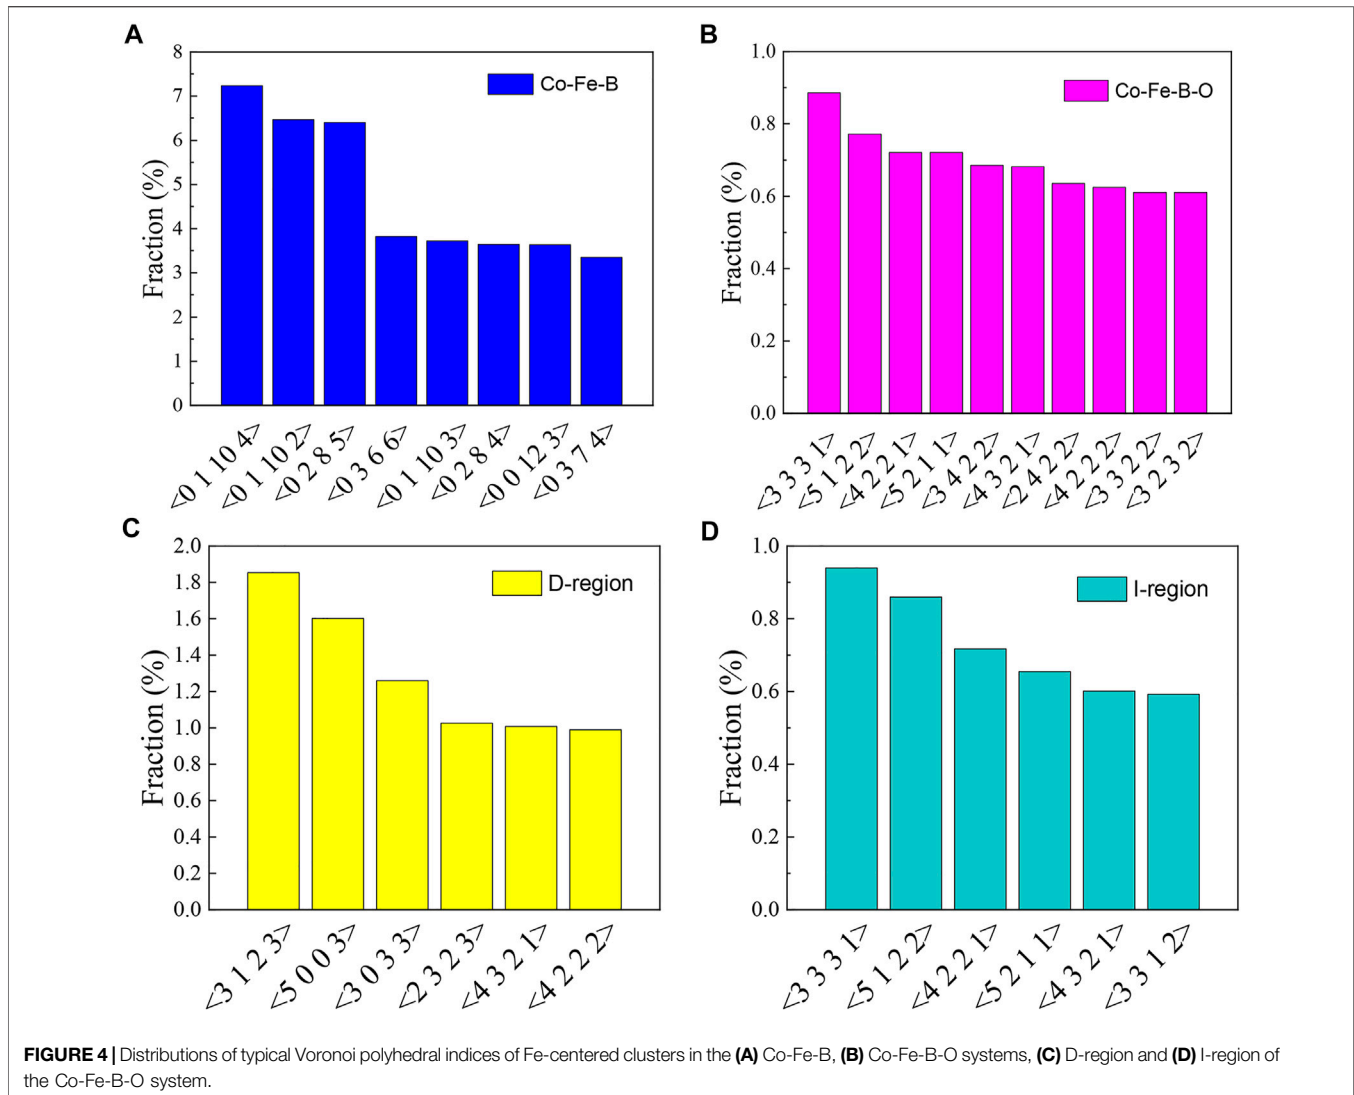 A
8
7
6
5
4
3
2
1
0
Fraction (%)
Co-Fe-B
<0 1 10 4>
<0 1 10 2>
<0 2 8 5>
<0 3 6 6>
<0 1 10 3>
<0 2 8 4>
<0 0 12 3>
<0 3 7 4>
B
1.0
0.8
0.6
0.4
0.2
0.0
Fraction (%)
Co-Fe-B-O
<3 3 3 1>
<5 1 2 2>
<4 2 2 1>
<5 2 1 1>
<3 4 2 2>
<4 3 2 1>
<2 4 2 2>
<4 2 2 2>
<3 3 2 2>
<3 2 3 2>
C
2.0
1.8
1.6
1.4
1.2
1.0
0.8
0.6
0.4
0.2
0.0
Fraction (%)
D-region
<3 1 2 3>
<5 0 0 3>
<3 0 3 3>
<2 3 2 3>
<4 3 2 1>
<4 2 2 2>
D
1.0
0.8
0.6
0.4
0.2
0.0
Fraction (%)
I-region
<3 3 3 1>
<5 1 2 2>
<4 2 2 1>
<5 2 1 1>
<4 3 2 1>
<3 3 1 2>
FIGURE 4 | Distributions of typical Voronoi polyhedral indices of Fe-centered clusters in the (A) Co-Fe-B, (B) Co-Fe-B-O systems, (C) D-region and (D) I-region of
the Co-Fe-B-O system.